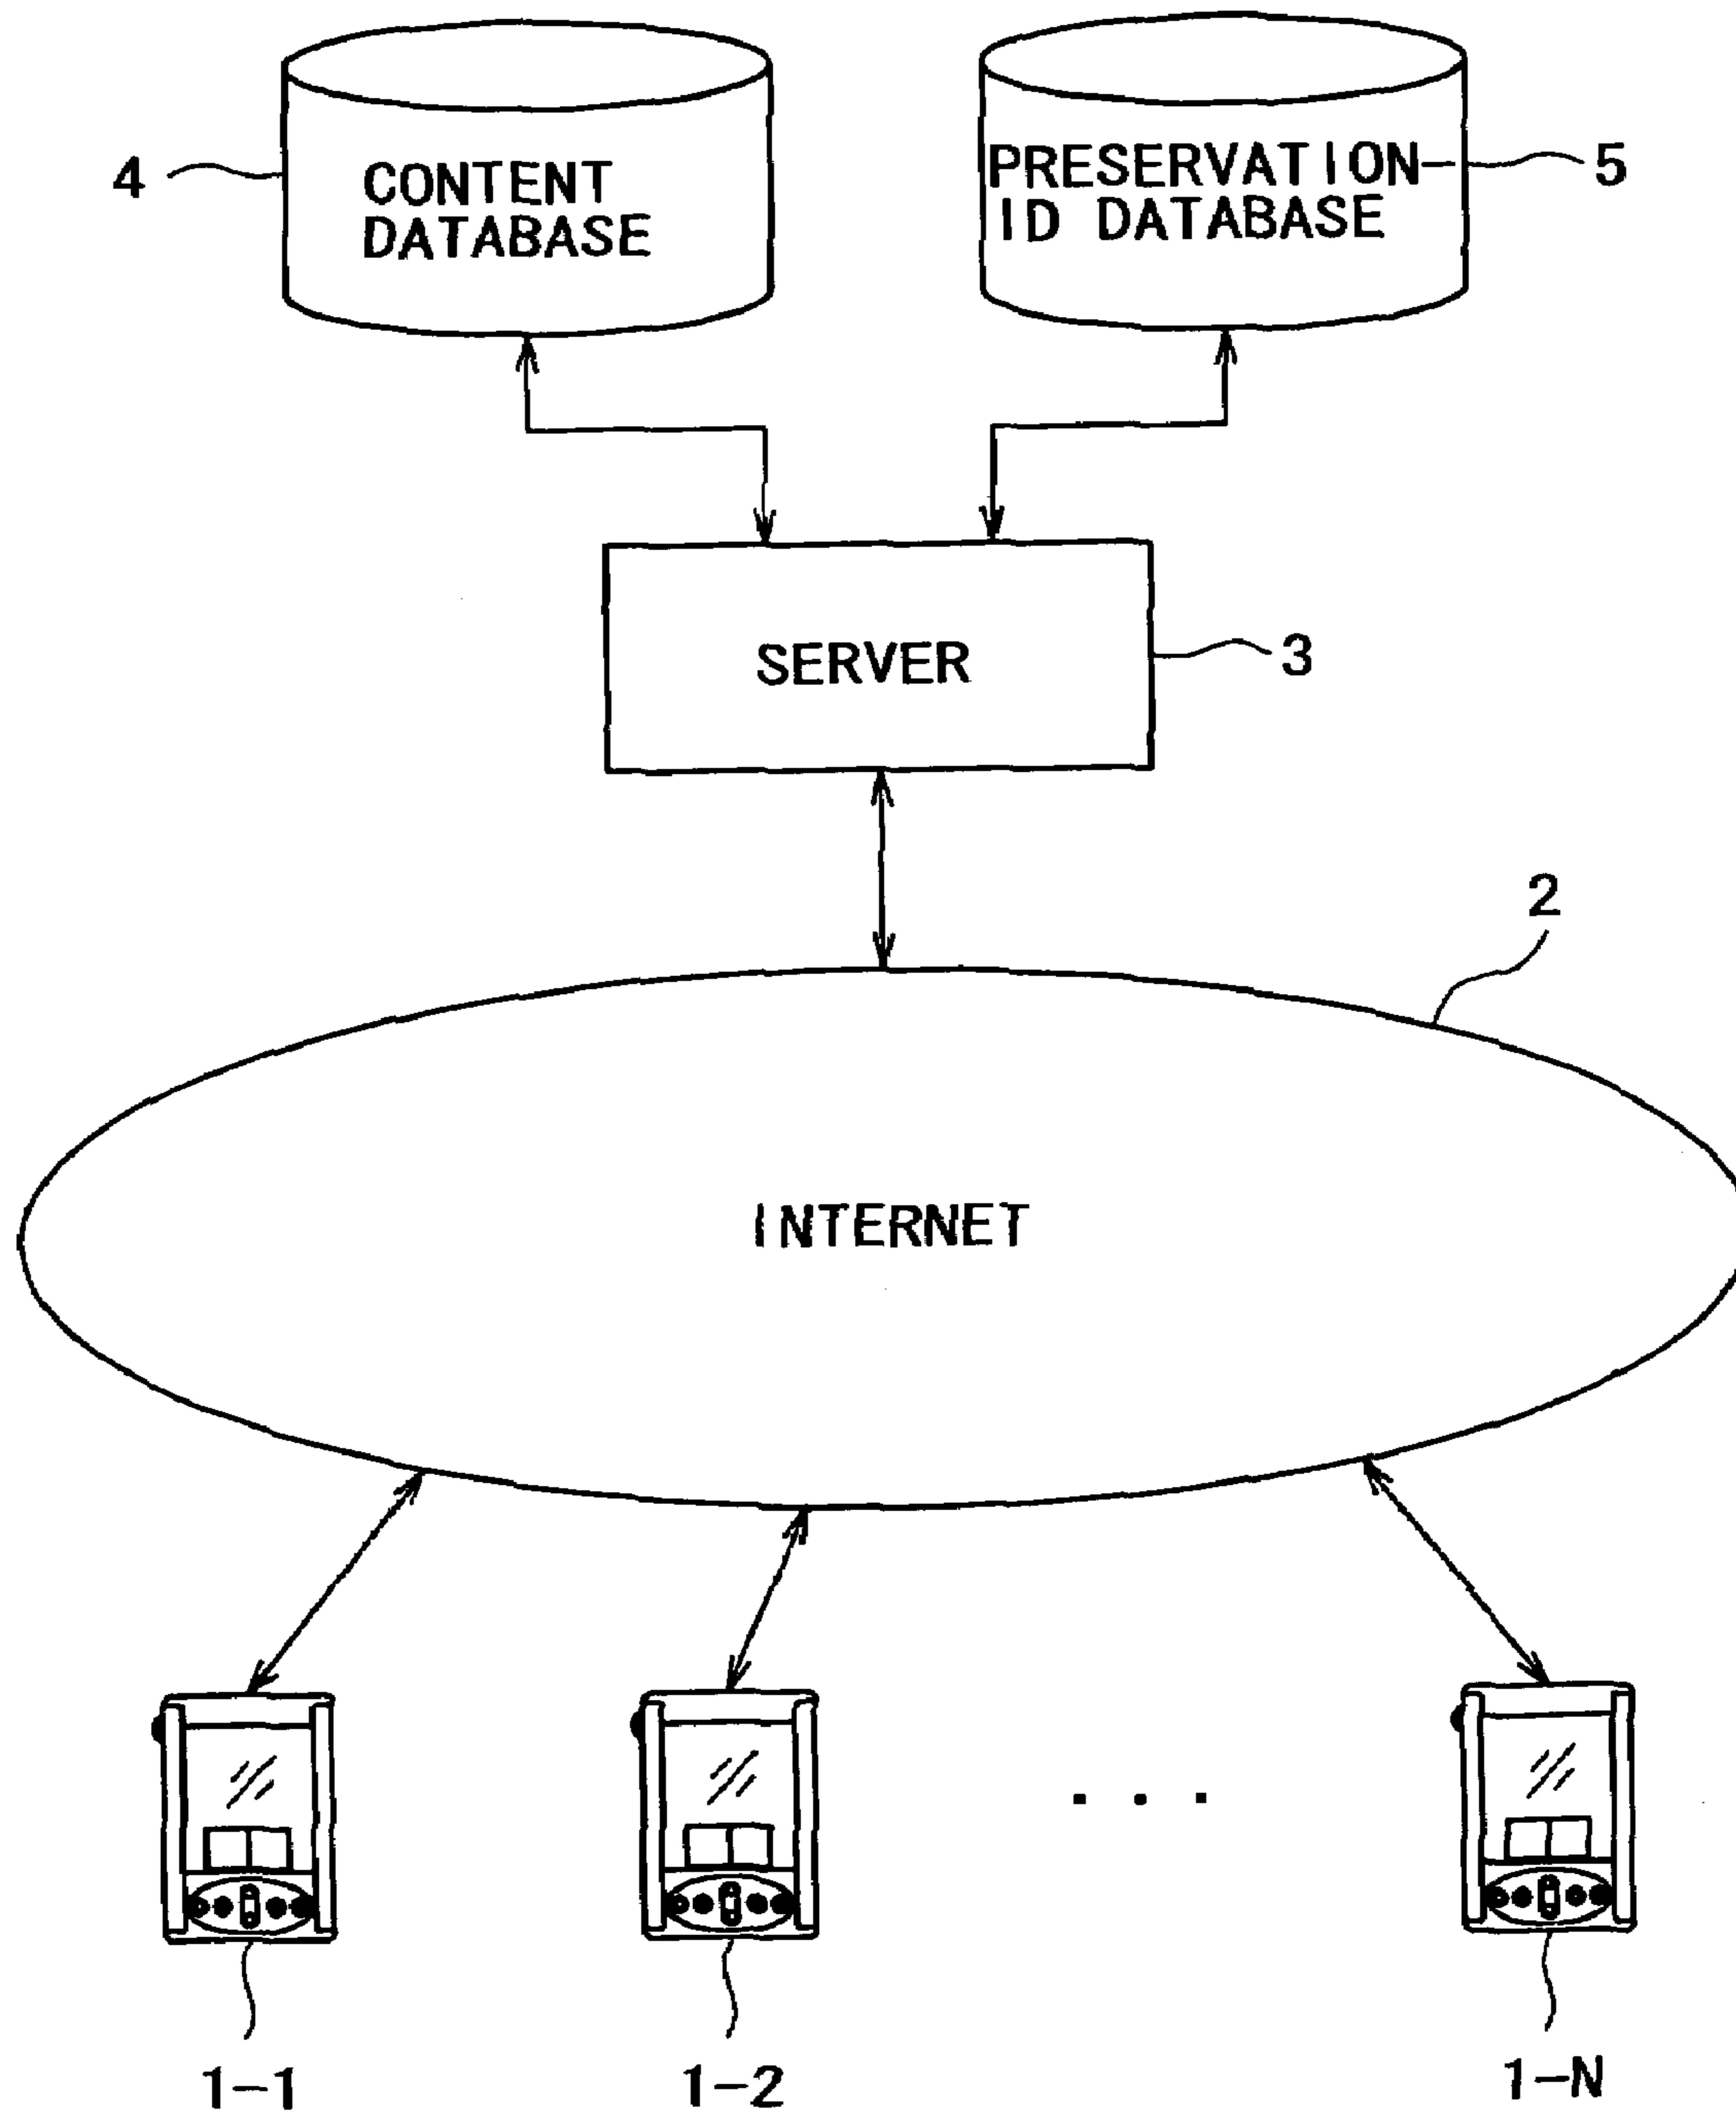 CONTENT
DATABASE
4
PRESERVATION-
ID DATABASE
5
SERVER
3
2
INTERNET
. . .
1-1
1-2
1-N